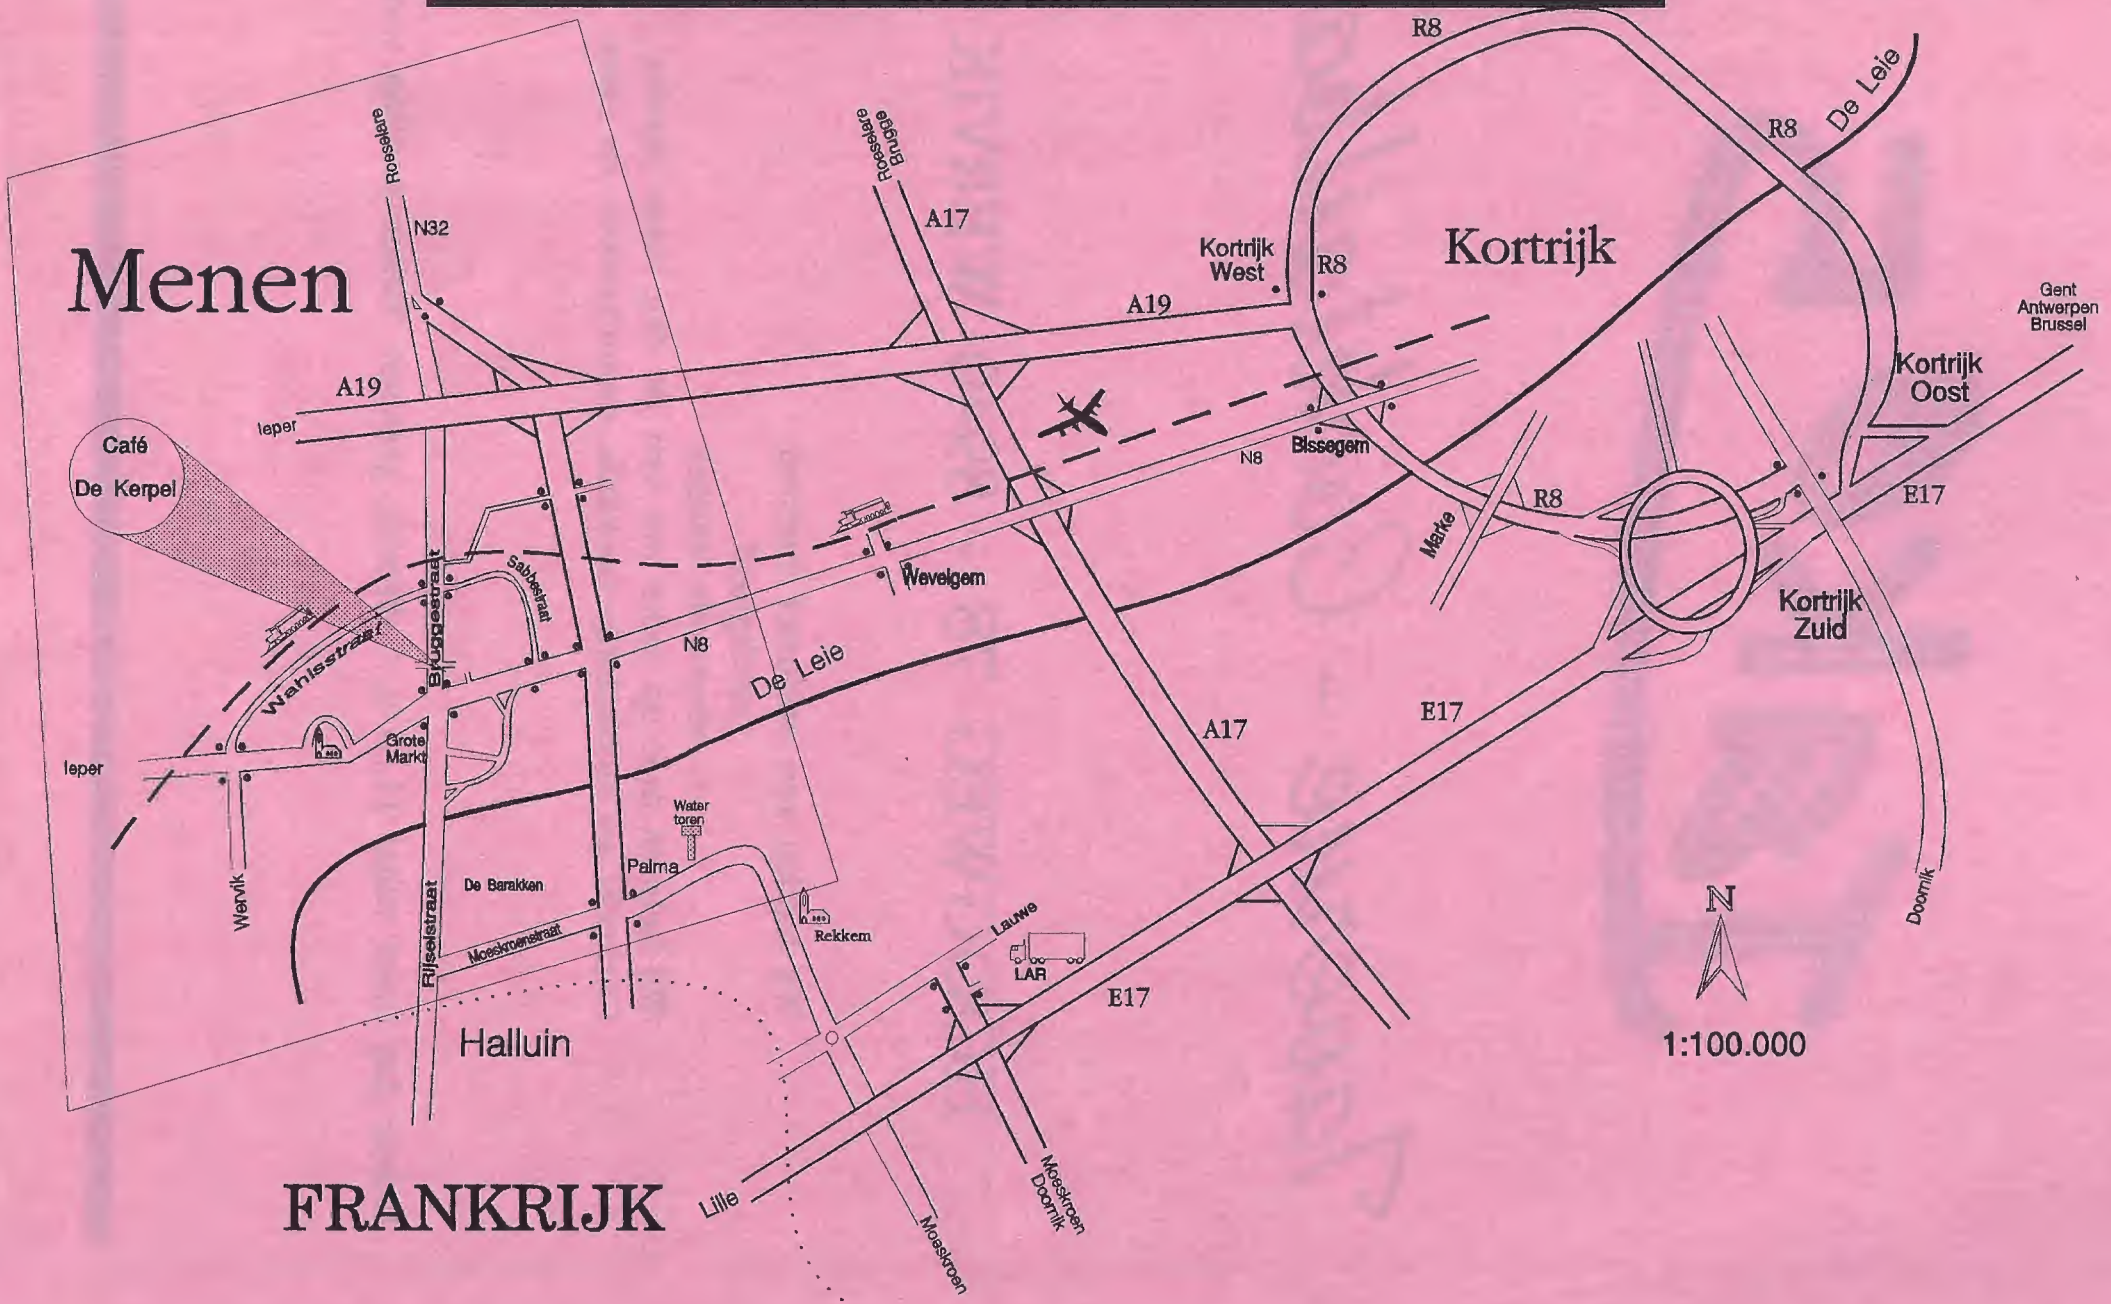 R8
De Leie
Roeselare
Roeselare
Brugge
R8
N32
A17
Menen
Kortrijk
West
R8
Kortrijk
A19
Gent
Antwerpen
Brussel
A19
Kortrijk
Oost
Ieper
Café
De Kerpel
N8
Bissegem
R8
E17
Marke
Bruggestraat
Sabbestraat
Wevelgem
Kortrijk
Zuid
Wahisstraat
N8
De Leie
Grote
Markt
A17
E17
Ieper
Water
toren
Palma
De Barakken
Wervik
Rijselstraat
Moeskroenstraat
Rekkem
Lauwe
LAR
Doornik
N
E17
Halluin
1:100.000
FRANKRIJK
Lille
Moeskroen
Moeskroen
Doornik